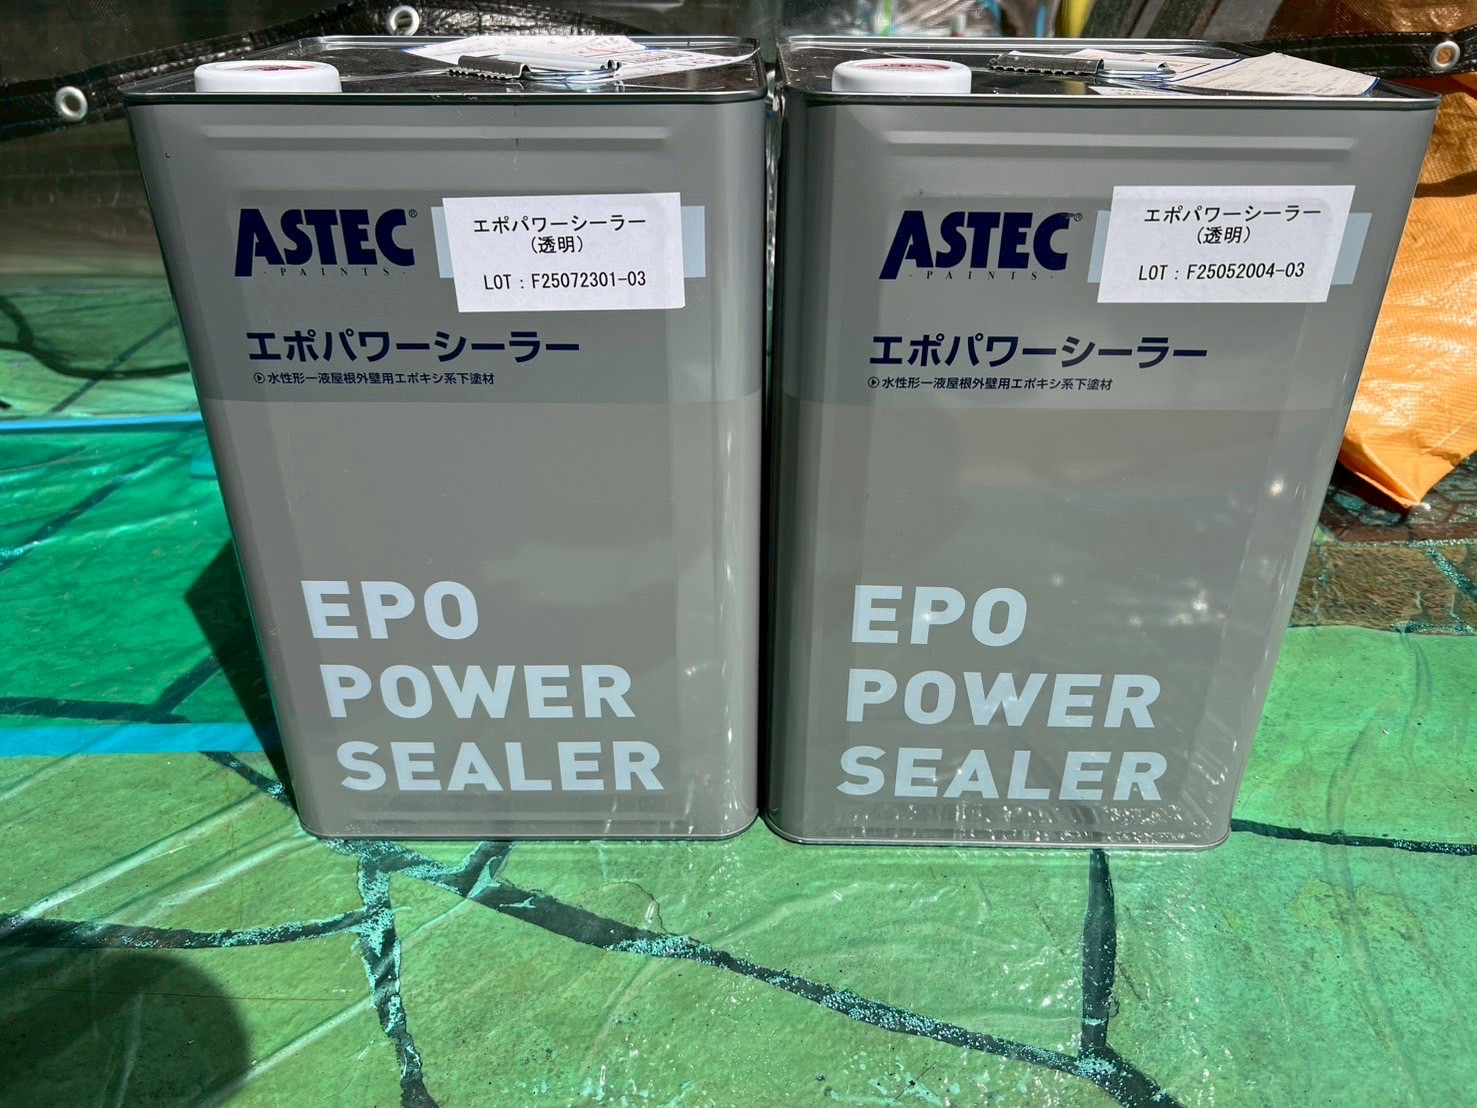 ASTEC®
PAINTS
エポパワーシーラー
(透明)
LOT：F25072301-03
エポパワーシーラー
水性形一液屋根外壁用エポキシ系下塗材
EPO
POWER
SEALER
ASTEC®
PAINTS
エポパワーシーラー
(透明)
LOT：F25052004-03
エポパワーシーラー
水性形一液屋根外壁用エポキシ系下塗材
EPO
POWER
SEALER